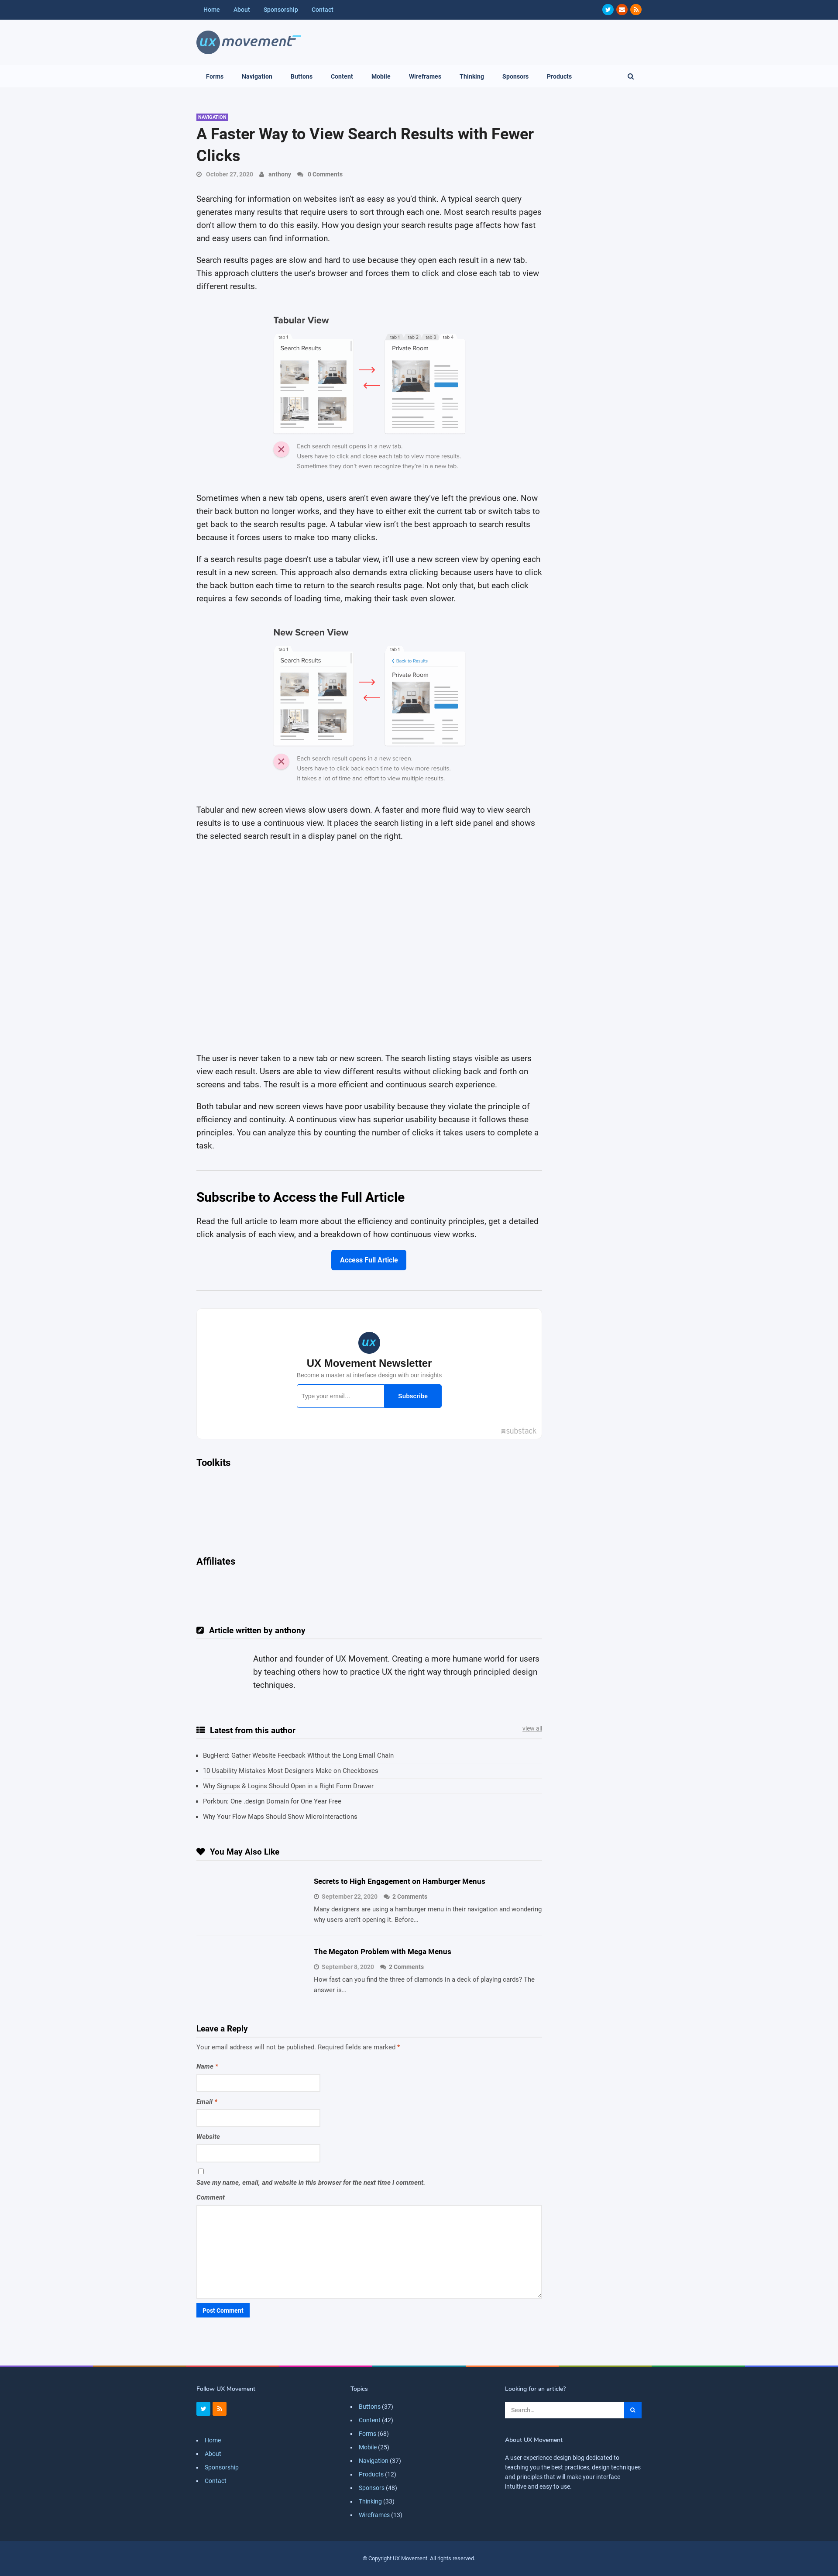 Home About Sponsorship Contact
ux movement
Forms Navigation Buttons Content Mobile Wireframes Thinking Sponsors Products
NAVIGATION
A Faster Way to View Search Results with Fewer
Clicks
October 27, 2020 anthony 0 Comments
Searching for information on websites isn't as easy as you'd think. A typical search query
generates many results that require users to sort through each one. Most search results pages
don't allow them to do this easily. How you design your search results page affects how fast
and easy users can find information.
Search results pages are slow and hard to use because they open each result in a new tab.
This approach clutters the user's browser and forces them to click and close each tab to view
different results.
Tabular View
tab 1
tab 1 tab 2 tab 3 tab 4
Search Results
Private Room
Each search result opens in a new tab.
Users have to click and close each tab to view more results.
Sometimes they don't even recognize they're in a new tab.
Sometimes when a new tab opens, users aren't even aware they've left the previous one. Now
their back button no longer works, and they have to either exit the current tab or switch tabs to
get back to the search results page. A tabular view isn't the best approach to search results
because it forces users to make too many clicks.
If a search results page doesn't use a tabular view, it'll use a new screen view by opening each
result in a new screen. This approach also demands extra clicking because users have to click
the back button each time to return to the search results page. Not only that, but each click
requires a few seconds of loading time, making their task even slower.
New Screen View
tab 1
tab 1
Search Results
Back to Results
Private Room
Each search result opens in a new screen.
Users have to click back each time to view more results.
It takes a lot of time and effort to view multiple results.
Tabular and new screen views slow users down. A faster and more fluid way to view search
results is to use a continuous view. It places the search listing in a left side panel and shows
the selected search result in a display panel on the right.
The user is never taken to a new tab or new screen. The search listing stays visible as users
view each result. Users are able to view different results without clicking back and forth on
screens and tabs. The result is a more efficient and continuous search experience.
Both tabular and new screen views have poor usability because they violate the principle of
efficiency and continuity. A continuous view has superior usability because it follows these
principles. You can analyze this by counting the number of clicks it takes users to complete a
task.
Subscribe to Access the Full Article
Read the full article to learn more about the efficiency and continuity principles, get a detailed
click analysis of each view, and a breakdown of how continuous view works.
Access Full Article
ux
UX Movement Newsletter
Become a master at interface design with our insights
Type your email... Subscribe
substack
Toolkits
Affiliates
Article written by anthony
Author and founder of UX Movement. Creating a more humane world for users
by teaching others how to practice UX the right way through principled design
techniques.
Latest from this author view all
BugHerd: Gather Website Feedback Without the Long Email Chain
10 Usability Mistakes Most Designers Make on Checkboxes
Why Signups & Logins Should Open in a Right Form Drawer
Porkbun: One .design Domain for One Year Free
Why Your Flow Maps Should Show Microinteractions
You May Also Like
Secrets to High Engagement on Hamburger Menus
September 22, 2020 2 Comments
Many designers are using a hamburger menu in their navigation and wondering
why users aren't opening it. Before…
The Megaton Problem with Mega Menus
September 8, 2020 2 Comments
How fast can you find the three of diamonds in a deck of playing cards? The
answer is…
Leave a Reply
Your email address will not be published. Required fields are marked *
Name *
Email *
Website
Save my name, email, and website in this browser for the next time I comment.
Comment
Post Comment
Follow UX Movement
Home
About
Sponsorship
Contact
Topics
Buttons (37)
Content (42)
Forms (68)
Mobile (25)
Navigation (37)
Products (12)
Sponsors (48)
Thinking (33)
Wireframes (13)
Looking for an article?
Search...
About UX Movement
A user experience design blog dedicated to
teaching you the best practices, design techniques
and principles that will make your interface
intuitive and easy to use.
© Copyright UX Movement. All rights reserved.